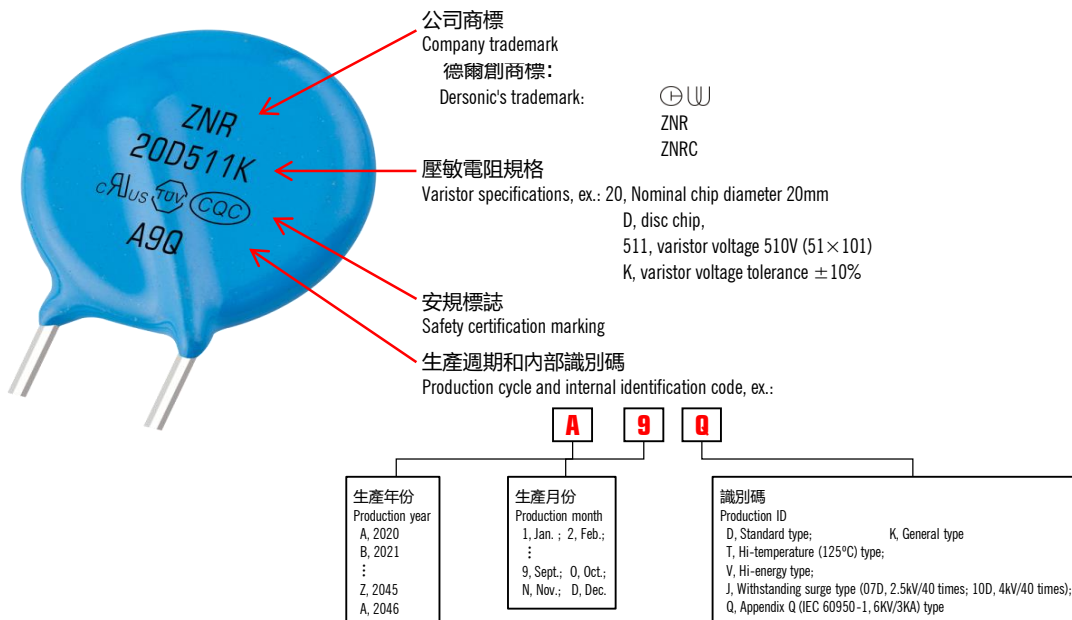 公司商標
Company trademark
德爾創商標：
Dersonic's trademark:
ZNR
ZNRC
ZNR
20D511K
cRUus TUV CQC
A9Q
壓敏電阻規格
Varistor specifications, ex.: 20, Nominal chip diameter 20mm
D, disc chip,
511, varistor voltage 510V (51×101)
K, varistor voltage tolerance ±10%
安規標誌
Safety certification marking
生產週期和內部識別碼
Production cycle and internal identification code, ex.:
A 9 Q
生產年份
Production year
A, 2020
B, 2021
⋮
Z, 2045
A, 2046
生產月份
Production month
1, Jan. ; 2, Feb.;
⋮
9, Sept.; O, Oct.;
N, Nov.; D, Dec.
識別碼
Production ID
D, Standard type; K, General type
T, Hi-temperature (125ºC) type;
V, Hi-energy type;
J, Withstanding surge type (07D, 2.5kV/40 times; 10D, 4kV/40 times);
Q, Appendix Q (IEC 60950-1, 6KV/3KA) type